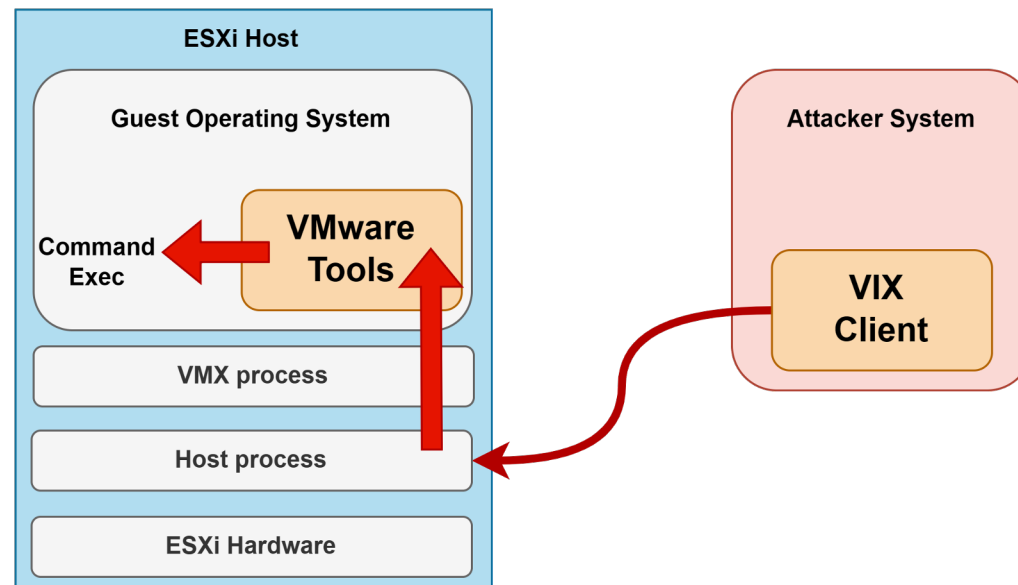 ESXi Host
Guest Operating System
VMware
Tools
Command
Exec
VMX process
Host process
ESXi Hardware
Attacker System
VIX
Client